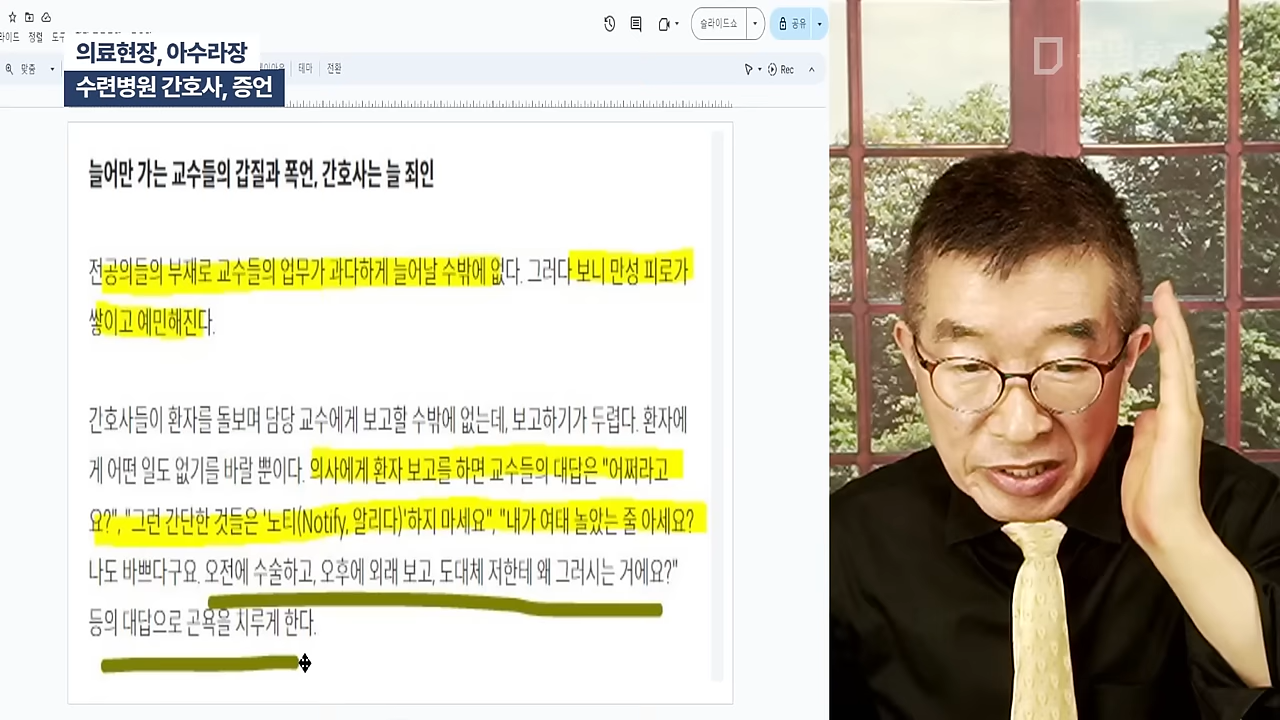 라이드 정렬 도구
의료현장, 아수라장
수련병원 간호사, 증언
맞춤
테마
전환
슬라이드쇼
공유
Rec
늘어만 가는 교수들의 갑질과 폭언, 간호사는 늘 죄인
전공의들의 부재로 교수들의 업무가 과다하게 늘어날 수밖에 없다. 그러다 보니 만성 피로가
쌓이고 예민해진다.
간호사들이 환자를 돌보며 담당 교수에게 보고할 수밖에 없는데, 보고하기가 두렵다. 환자에
게 어떤 일도 없기를 바랄 뿐이다. 의사에게 환자 보고를 하면 교수들의 대답은 "어쩌라고
요?", "그런 간단한 것들은 '노티(Notify, 알리다)'하지 마세요", "내가 여태 놀았는 줄 아세요?
나도 바쁘다구요. 오전에 수술하고, 오후에 외래 보고, 도대체 저한테 왜 그러시는 거에요?"
등의 대답으로 곤욕을 치루게 한다.